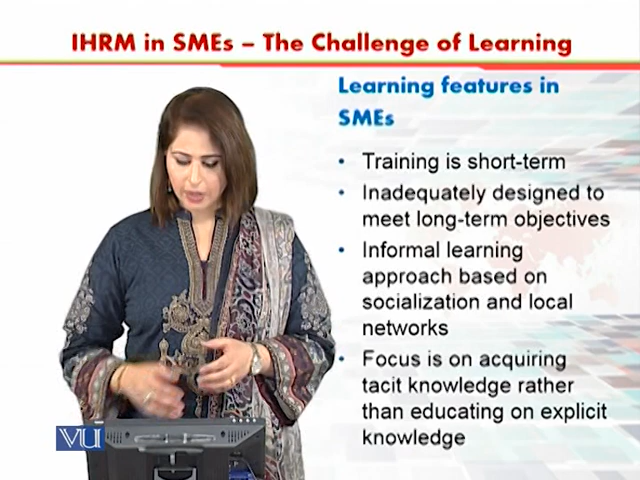 IHRM in SMEs – The Challenge of Learning
Learning features in
SMEs
• Training is short-term
• Inadequately designed to
meet long-term objectives
• Informal learning
approach based on
socialization and local
networks
• Focus is on acquiring
tacit knowledge rather
than educating on explicit
knowledge
VU